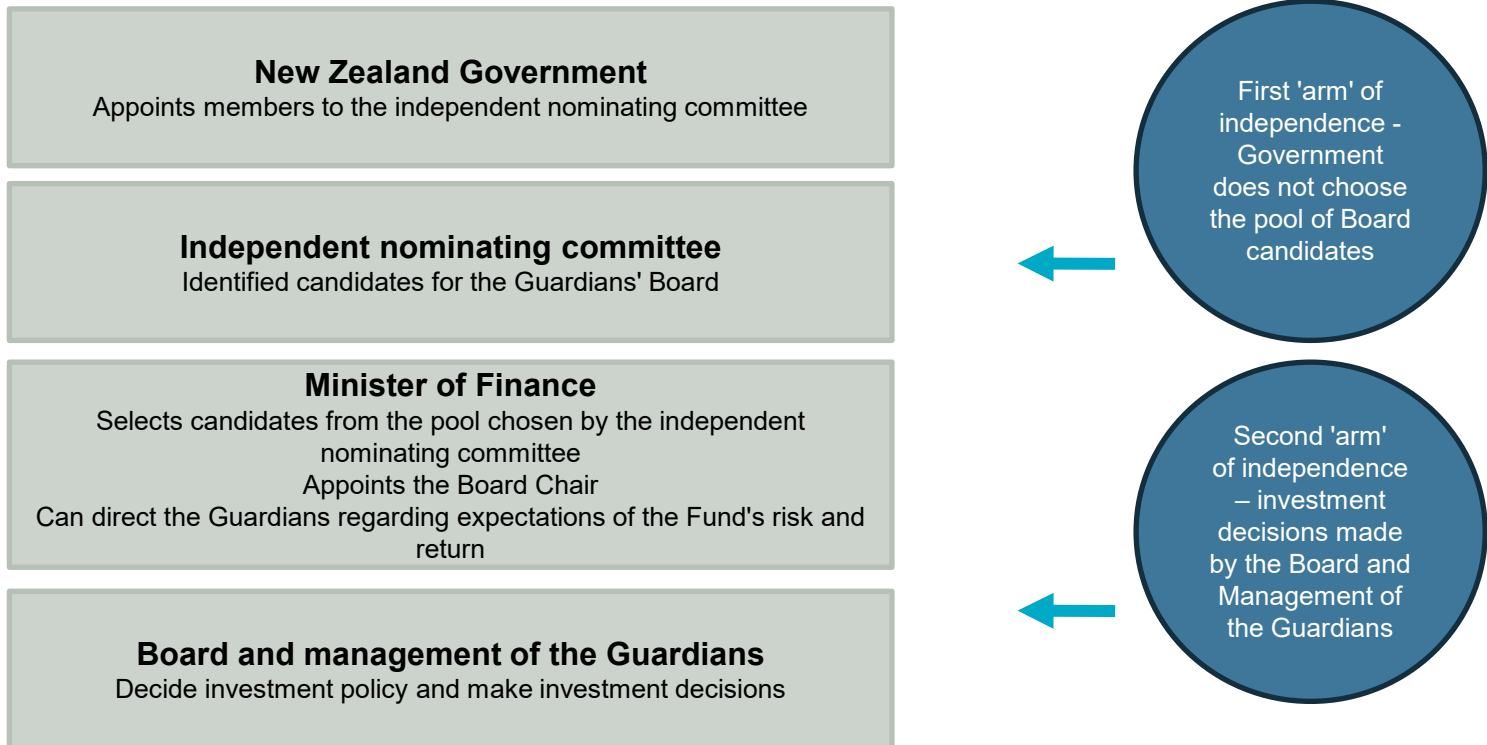 New Zealand Government
Appoints members to the independent nominating committee
Independent nominating committee
Identified candidates for the Guardians' Board
Minister of Finance
Selects candidates from the pool chosen by the independent
nominating committee
Appoints the Board Chair
Can direct the Guardians regarding expectations of the Fund's risk and
return
Board and management of the Guardians
Decide investment policy and make investment decisions
First 'arm' of
independence -
Government
does not choose
the pool of Board
candidates
Second 'arm'
of independence
– investment
decisions made
by the Board and
Management of
the Guardians